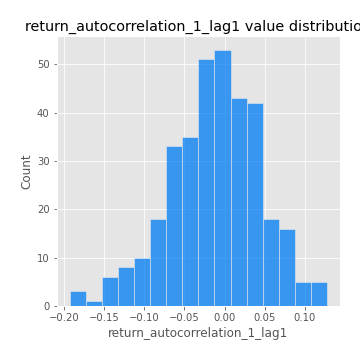 return_autocorrelation_1_lag1 value distributio
50
40
30
20
10
0
Count
−0.20 −0.15 −0.10 −0.05 0.00 0.05 0.10
return_autocorrelation_1_lag1